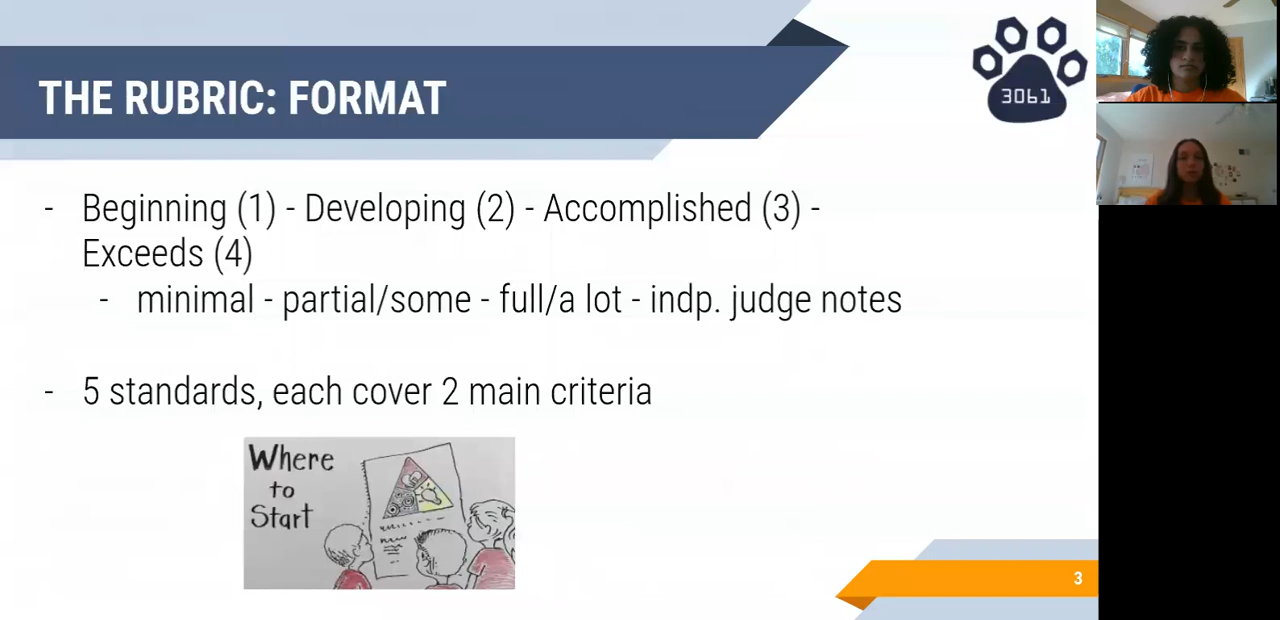 THE RUBRIC: FORMAT
3061
- Beginning (1) - Developing (2) - Accomplished (3) -
Exceeds (4)
- minimal - partial/some - full/a lot - indp. judge notes
- 5 standards, each cover 2 main criteria
Where
to
Start
3